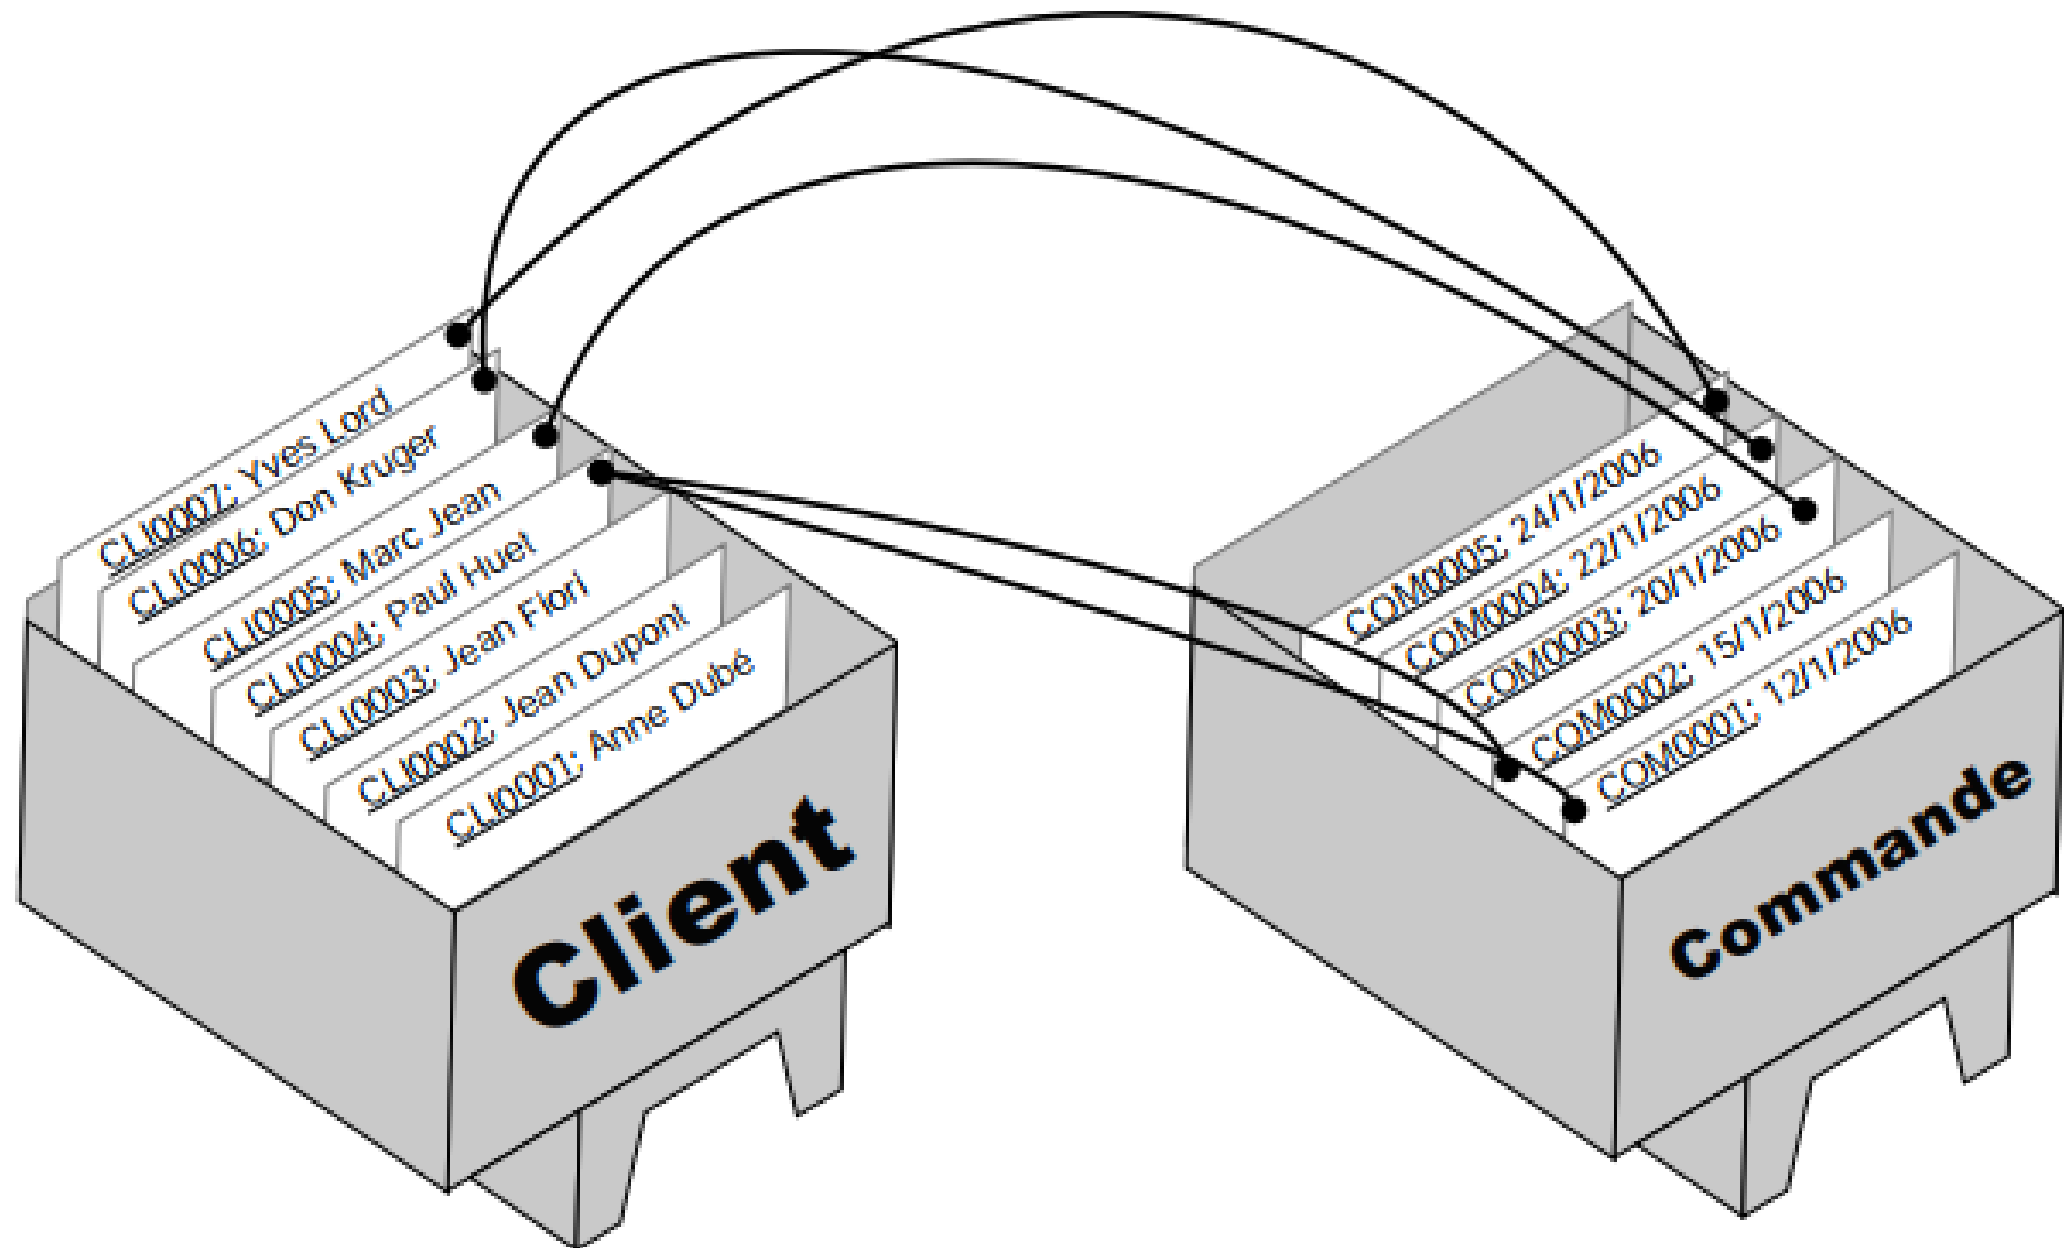 CLI0007; Yves Lord
CLI0006; Don Kruger
CLI0005; Marc Jean
CLI0004; Paul Huet
CLI0003; Jean Flori
CLI0002; Jean Dupont
CLI0001; Anne Dubé
Client
COM0005; 24/1/2006
COM0004; 22/1/2006
COM0003; 20/1/2006
COM0002; 15/1/2006
COM0001; 12/1/2006
Commande